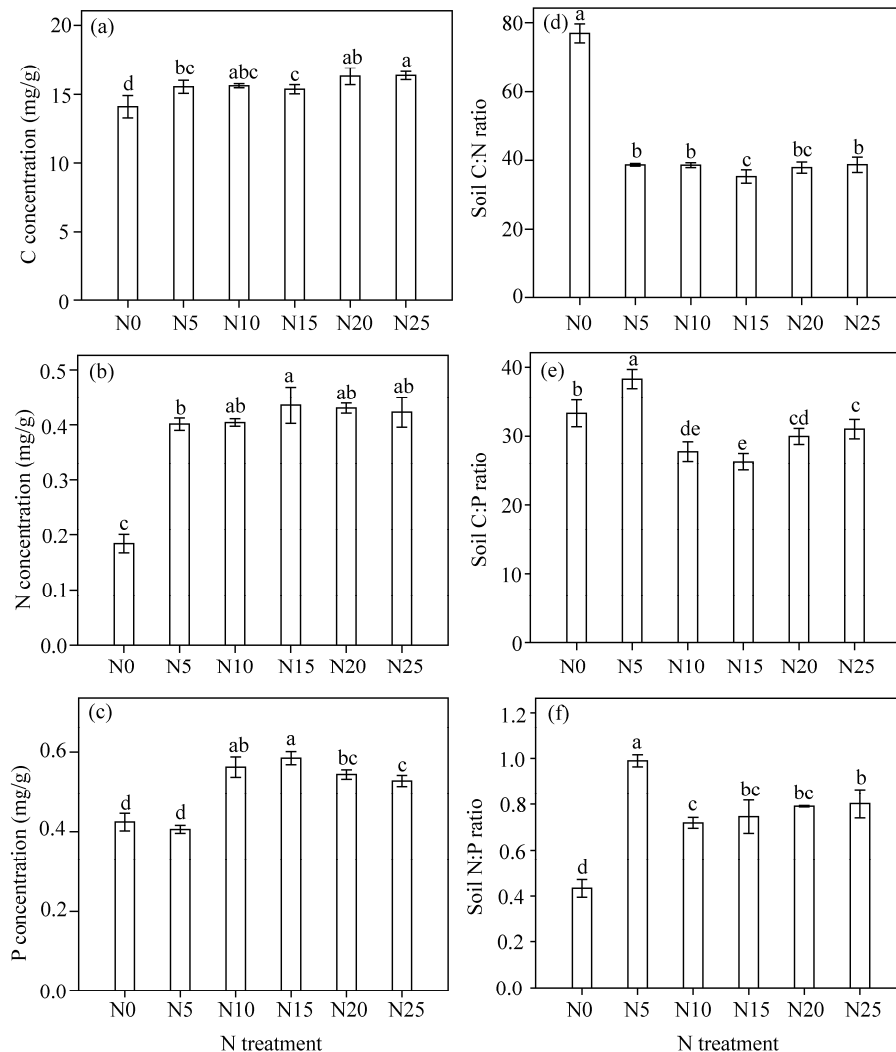 (a)
C concentration (mg/g)
20
15
10
5
0
d
bc
abc
c
ab
a
N0 N5 N10 N15 N20 N25
(d)
Soil C:N ratio
80
60
40
20
0
a
b
b
c
bc
b
N0 N5 N10 N15 N20 N25
(b)
N concentration (mg/g)
0.4
0.2
0.1
0.0
c
b
ab
a
ab
ab
N0 N5 N10 N15 N20 N25
(e)
Soil C:P ratio
40
30
20
10
0
b
a
de
e
cd
c
N0 N5 N10 N15 N20 N25
(c)
P concentration (mg/g)
0.6
0.4
0.2
0.0
d
d
ab
a
bc
c
N0 N5 N10 N15 N20 N25
N treatment
(f)
Soil N:P ratio
1.2
1.0
0.8
0.6
0.4
0.2
0.0
d
a
c
bc
bc
b
N0 N5 N10 N15 N20 N25
N treatment